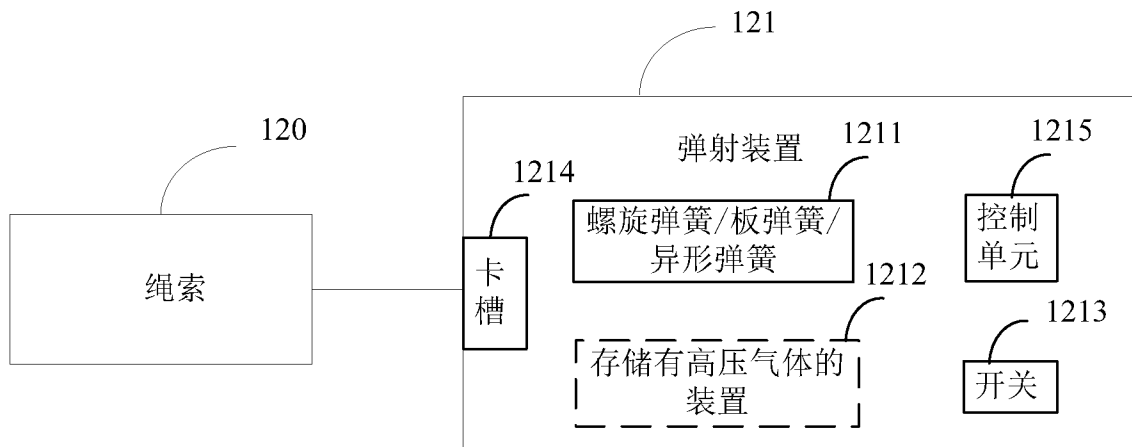 121
120
弹射装置
1211
1215
1214
螺旋弹簧/板弹簧/
异形弹簧
控制
单元
绳索
卡
槽
1212
1213
存储有高压气体的
装置
开关